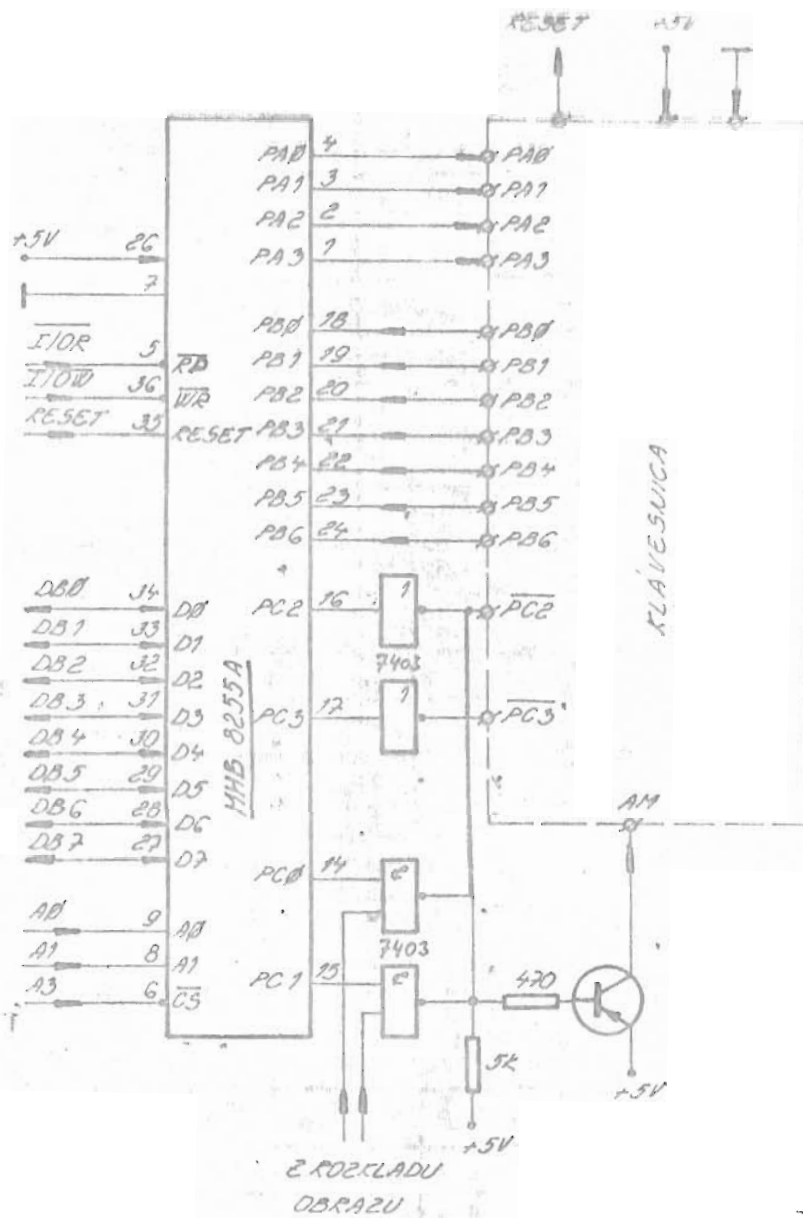 RESET +5V
PA0 4 PA0
PA1 3 PA1
PA2 2 PA2
+5V 26 PA3 1 PA3
7
PB0 18 PB0
I/OR 5 RD PB1 19 PB1
I/OW 36 WR PB2 20 PB2
RESET 35 RESET PB3 21 PB3
PB4 22 PB4
PB5 23 PB5
PB6 24 PB6
KLÁVESNICA
DB0 34 D0 PC2 16 1 PC2
DB1 33 D1
7403
DB2 32 D2
DB3 31 D3 PC3 17 1 PC3
DB4 30 D4
DB5 29 D5
MHB 8255A
DB6 28 D6
AM
DB7 27 D7
PC0 14 &
A0 9 A0
7403
A1 8 A1 PC1 15 &
A3 6 CS
470
5K
+5V
+5V
Z ROZKLADU
OBRAZU